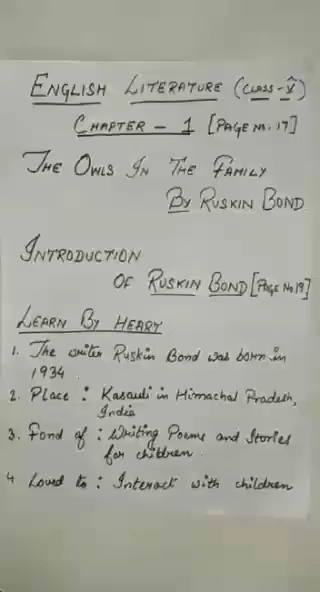 ENGLISH LITERATURE (CLASS-V)
CHAPTER - 1 [PAGE No. 17]
THE OWLS IN THE FAMILY
BY RUSKIN BOND
INTRODUCTION
OF RUSKIN BOND [PAGE No 19]
LEARN BY HEART
1. The writer Ruskin Bond was born in
1934.
2. Place : Kasauli in Himachal Pradesh,
India
3. Fond of : Writing Poems and Stories
for children.
4 Loved to : Interact with children